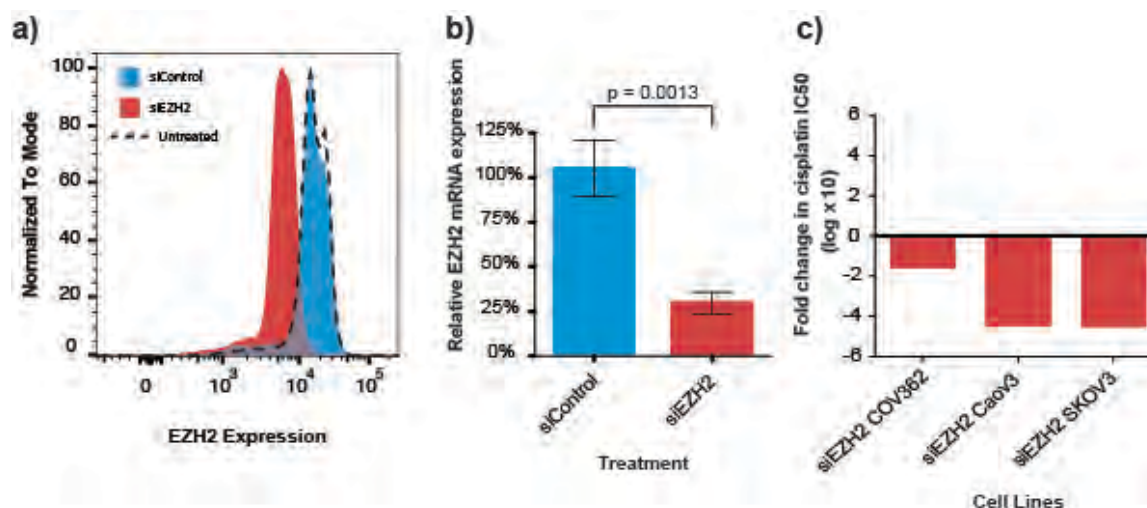 a)
siControl
siEZH2
Untreated
Normalized To Mode
100
80
60
40
20
0
0 10³ 10⁴ 10⁵
EZH2 Expression
b)
p = 0.0013
Relative EZH2 mRNA expression
125%
100%
75%
50%
25%
0%
siControl
siEZH2
Treatment
c)
Fold change in cisplatin IC50
(log x 10)
6
4
2
0
-2
-4
-6
siEZH2 COV362
siEZH2 Caov3
siEZH2 SKOV3
Cell Lines